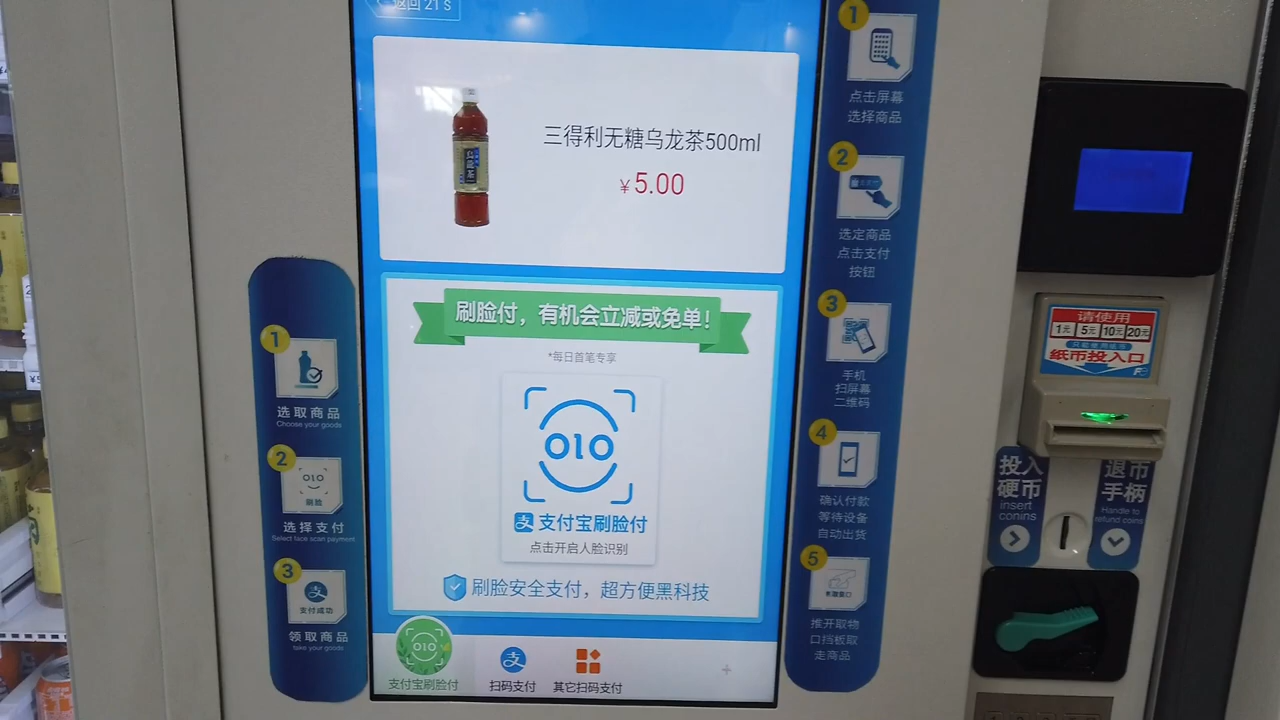 返回 21 S
三得利无糖乌龙茶500ml
¥5.00
刷脸付，有机会立减或免单！
*每日首笔专享
支付宝刷脸付
点击开启人脸识别
刷脸安全支付，超方便黑科技
支付宝刷脸付
扫码支付
其它扫码支付
1
选取商品
Choose your goods
2
刷脸
选择支付
Select face scan payment
3
支付成功
领取商品
take your goods
1
点击屏幕
选择商品
2
选定商品
点击支付
按钮
3
手机
扫屏幕
二维码
4
确认付款
等待设备
自动出货
5
推开取物
口挡板取
走商品
请使用
1元 5元 10元 20元
纸币投入口
投入
硬币
insert
conins
退币
手柄
Handle to
refund coins
乌龙茶